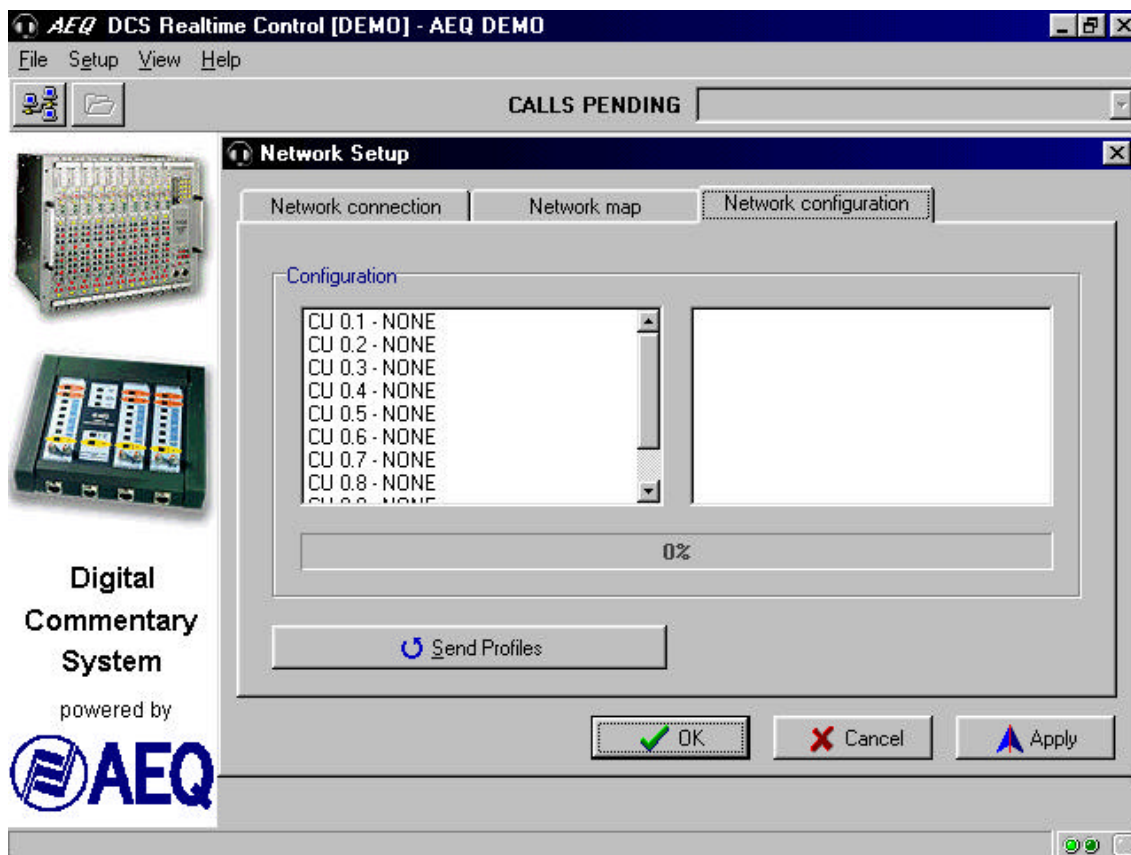 AEQ DCS Realtime Control [DEMO] - AEQ DEMO
File Setup View Help
CALLS PENDING
Network Setup
Network connection Network map Network configuration
Configuration
CU 0.1 - NONE
CU 0.2 - NONE
CU 0.3 - NONE
CU 0.4 - NONE
CU 0.5 - NONE
CU 0.6 - NONE
CU 0.7 - NONE
CU 0.8 - NONE
0%
Send Profiles
OK Cancel Apply
Digital
Commentary
System
powered by
AEQ